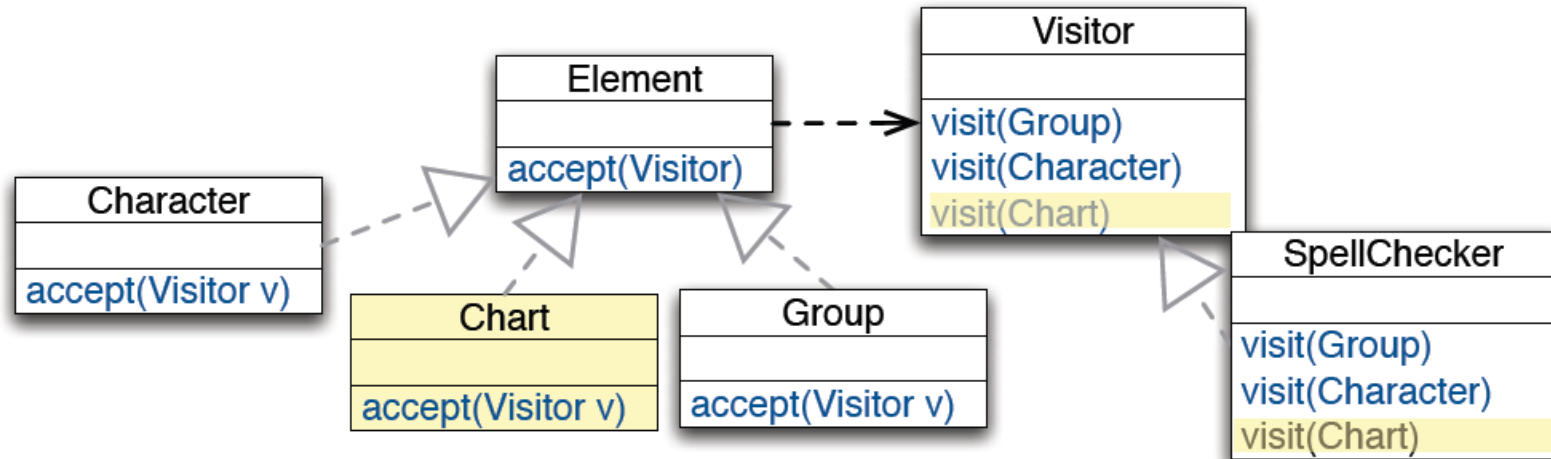 Visitor
visit(Group)
visit(Character)
visit(Chart)
Element
accept(Visitor)
Character
accept(Visitor v)
Chart
accept(Visitor v)
Group
accept(Visitor v)
SpellChecker
visit(Group)
visit(Character)
visit(Chart)